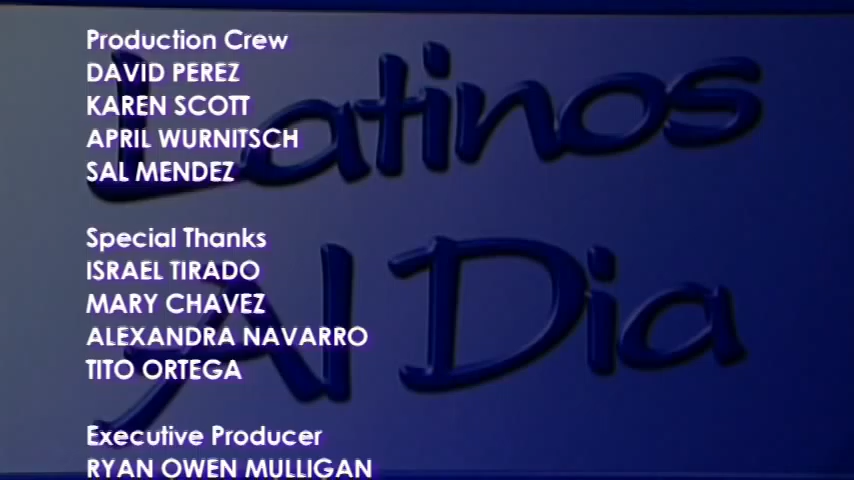 Production Crew
DAVID PEREZ
KAREN SCOTT
APRIL WURNITSCH
SAL MENDEZ
Special Thanks
ISRAEL TIRADO
MARY CHAVEZ
ALEXANDRA NAVARRO
TITO ORTEGA
Executive Producer
RYAN OWEN MULLIGAN
Latinos
Al Dia